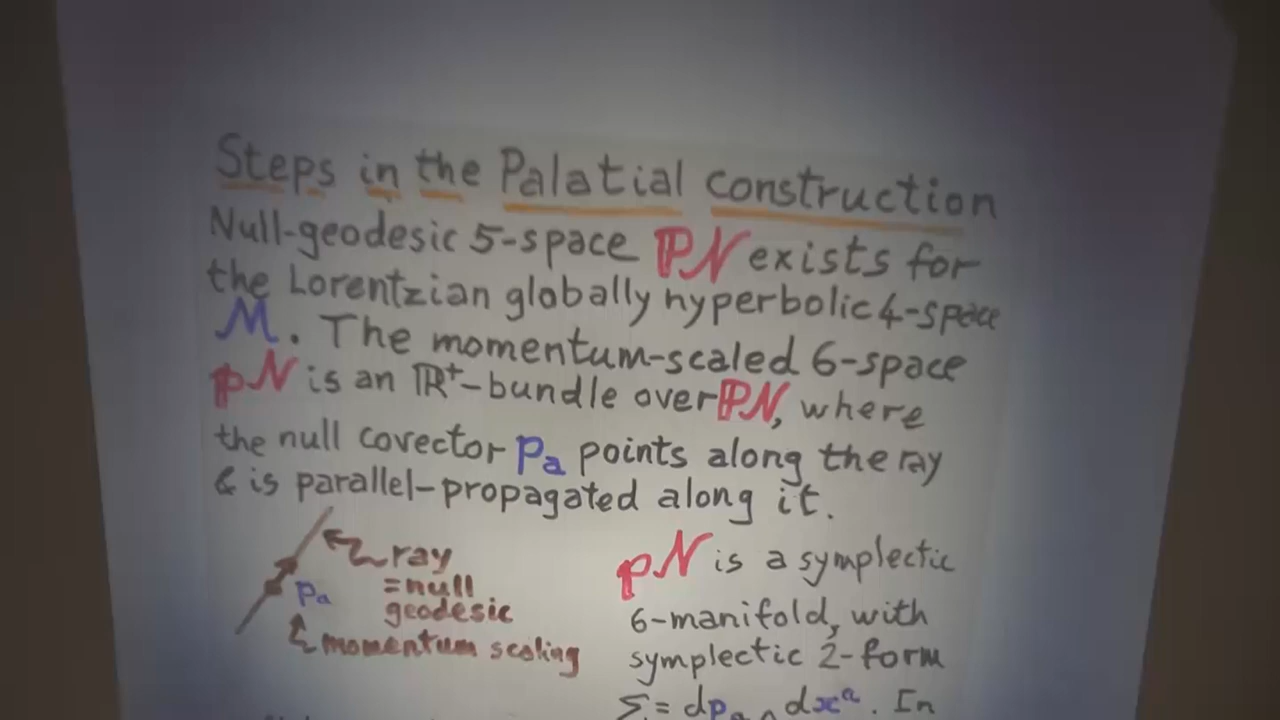 Steps in the Palatial construction
Null-geodesic 5-space ℙN exists for
the Lorentzian globally hyperbolic 4-space
M. The momentum-scaled 6-space
pN is an ℝ⁺-bundle over ℙN, where
the null covector pₐ points along the ray
& is parallel-propagated along it.
ray
=null
geodesic
pₐ
momentum scaling
pN is a symplectic
6-manifold, with
symplectic 2-form
Σ = dpₐ ∧ dxᵃ. In